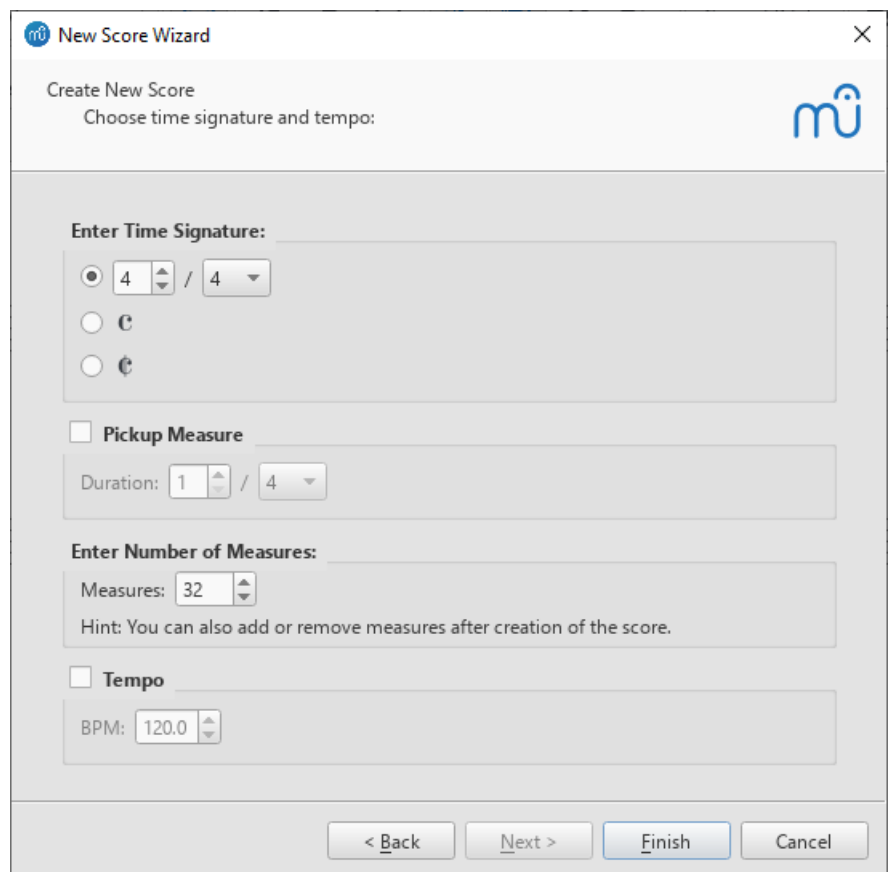 New Score Wizard
Create New Score
Choose time signature and tempo:
Enter Time Signature:
4 / 4
𝄴
𝄵
Pickup Measure
Duration: 1 / 4
Enter Number of Measures:
Measures: 32
Hint: You can also add or remove measures after creation of the score.
Tempo
BPM: 120.0
< Back Next > Finish Cancel